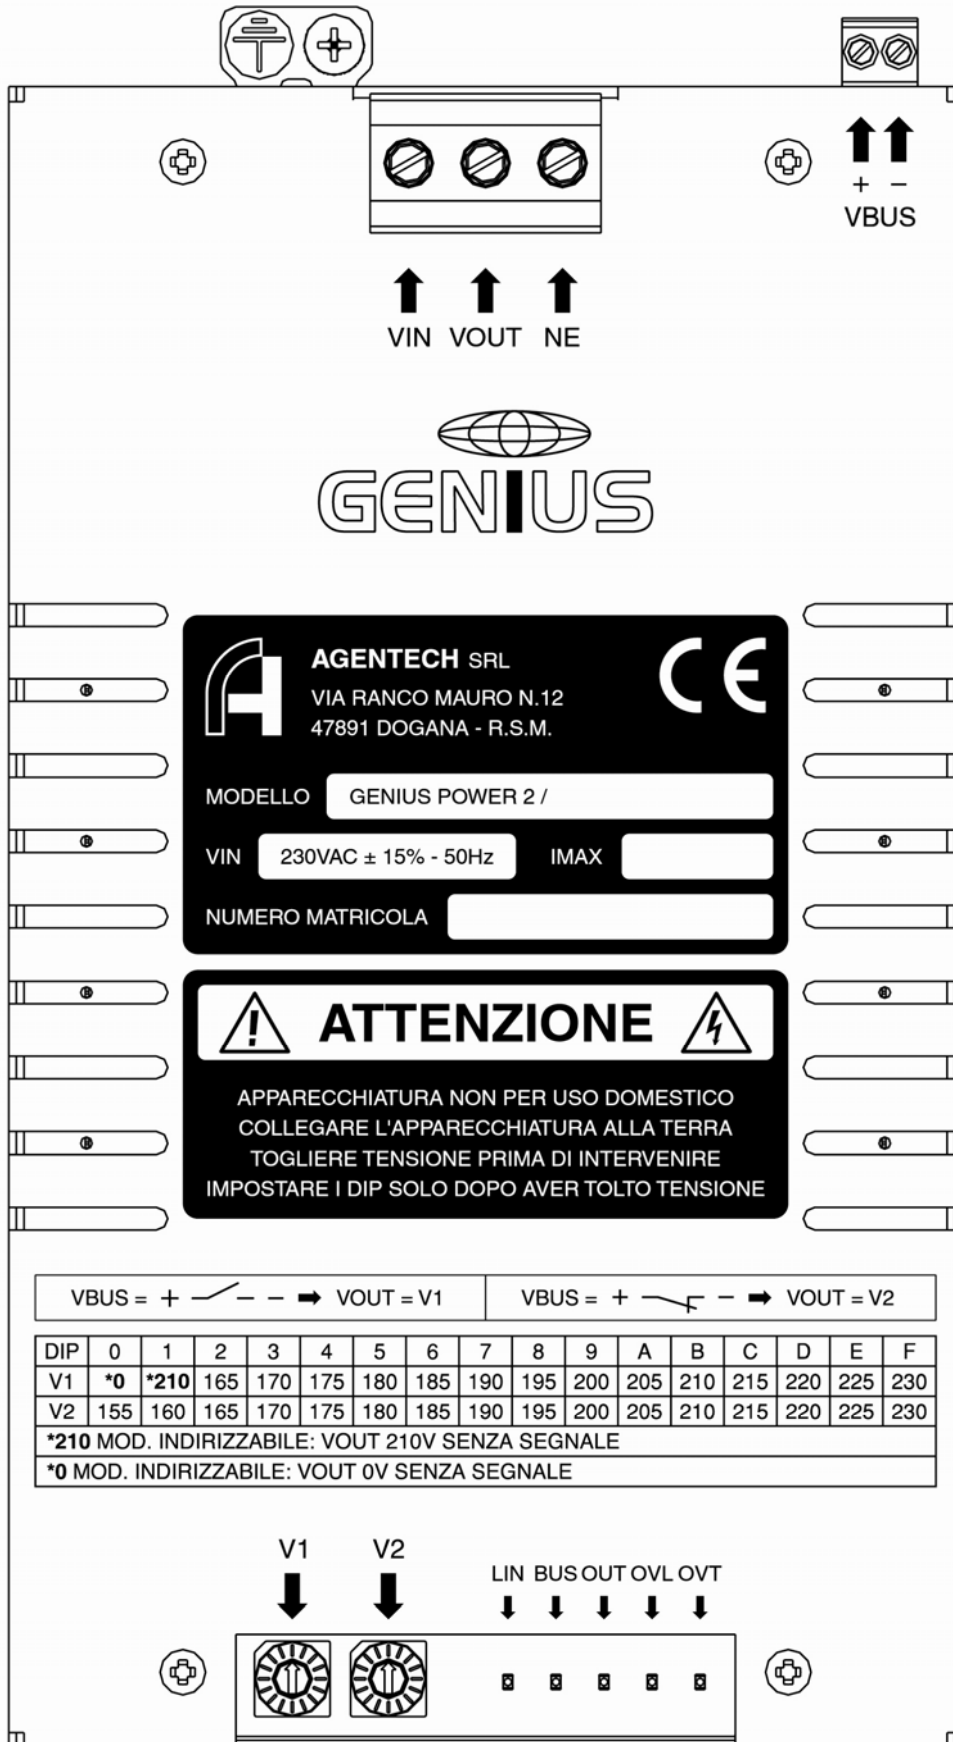 + −
VBUS
VIN VOUT NE
GENIUS
AGENTECH SRL
VIA RANCO MAURO N.12
47891 DOGANA - R.S.M.
CE
MODELLO GENIUS POWER 2 /
VIN 230VAC ± 15% - 50Hz IMAX
NUMERO MATRICOLA
ATTENZIONE
APPARECCHIATURA NON PER USO DOMESTICO
COLLEGARE L'APPARECCHIATURA ALLA TERRA
TOGLIERE TENSIONE PRIMA DI INTERVENIRE
IMPOSTARE I DIP SOLO DOPO AVER TOLTO TENSIONE
VBUS = + − VOUT = V1 VBUS = + − VOUT = V2
DIP 0 1 2 3 4 5 6 7 8 9 A B C D E F
V1 *0 *210 165 170 175 180 185 190 195 200 205 210 215 220 225 230
V2 155 160 165 170 175 180 185 190 195 200 205 210 215 220 225 230
*210 MOD. INDIRIZZABILE: VOUT 210V SENZA SEGNALE
*0 MOD. INDIRIZZABILE: VOUT 0V SENZA SEGNALE
V1 V2
LIN BUS OUT OVL OVT